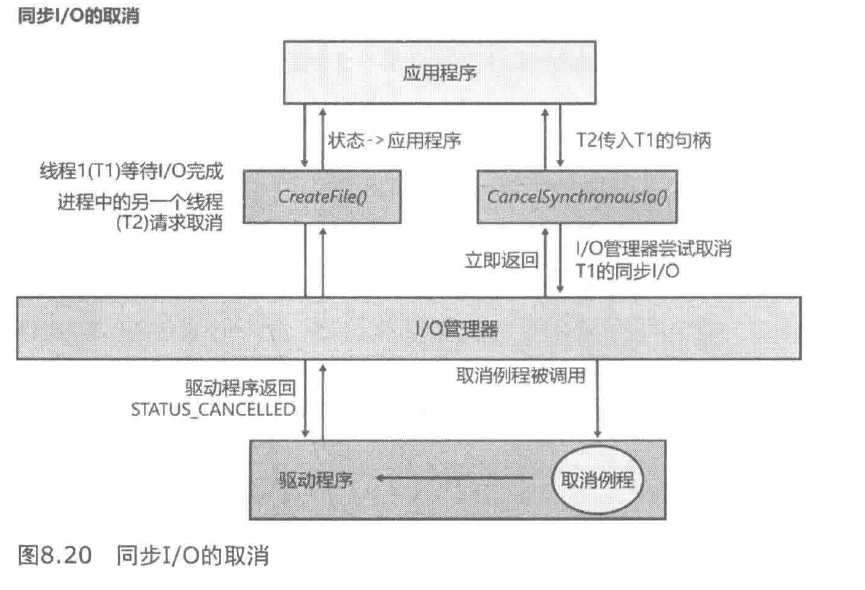 同步I/O的取消
应用程序
状态->应用程序
T2传入T1的句柄
线程1(T1)等待I/O完成
进程中的另一个线程
(T2)请求取消
CreateFile()
CancelSynchronousIo()
立即返回
I/O管理器尝试取消
T1的同步I/O
I/O管理器
驱动程序返回
STATUS_CANCELLED
取消例程被调用
驱动程序
取消例程
图8.20 同步I/O的取消